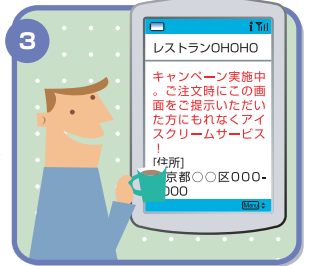 3
レストランOHOHO
キャンペーン実施中
。ご注文時にこの画
面をご提示いただい
た方にもれなくアイ
スクリームサービス
!
[住所]
京都○○区000-
000
Menu